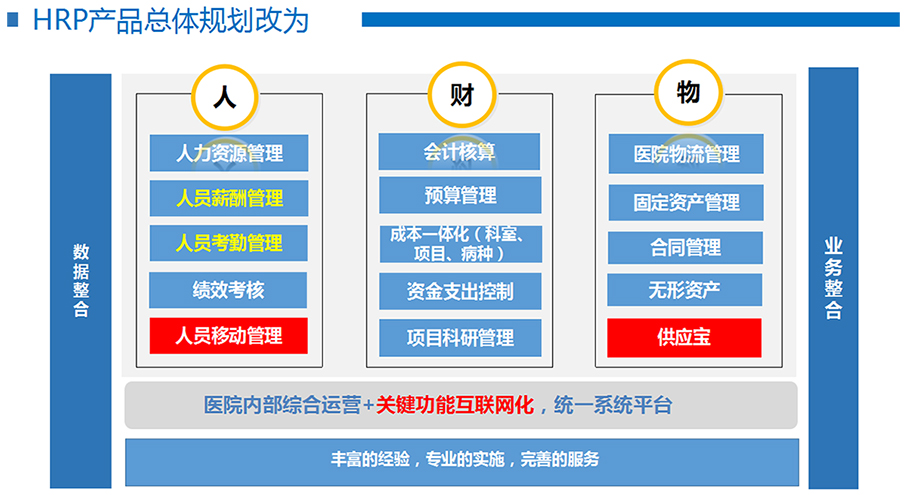 HRP产品总体规划改为
数据整合
人
人力资源管理
人员薪酬管理
人员考勤管理
绩效考核
人员移动管理
财
会计核算
预算管理
成本一体化（科室、
项目、病种）
资金支出控制
项目科研管理
物
医院物流管理
固定资产管理
合同管理
无形资产
供应宝
业务整合
医院内部综合运营+关键功能互联网化，统一系统平台
丰富的经验，专业的实施，完善的服务